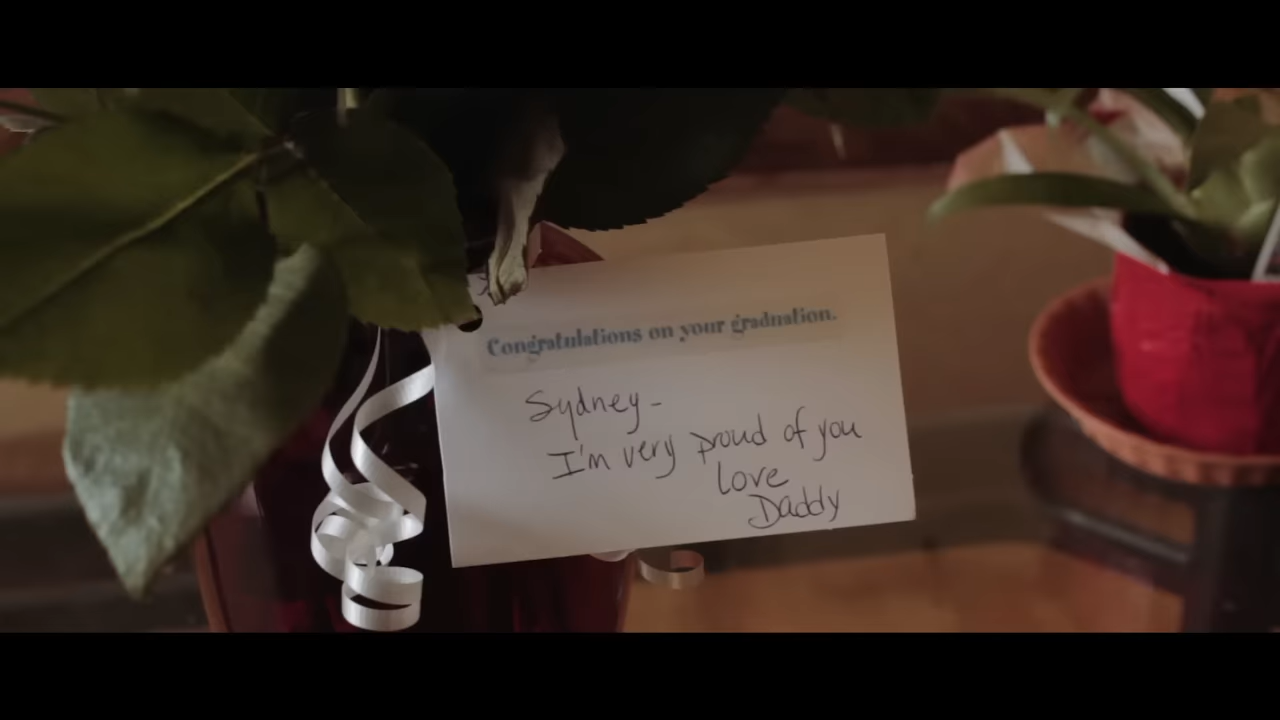 Congratulations on your graduation.
Sydney-
I'm very proud of you
love
Daddy